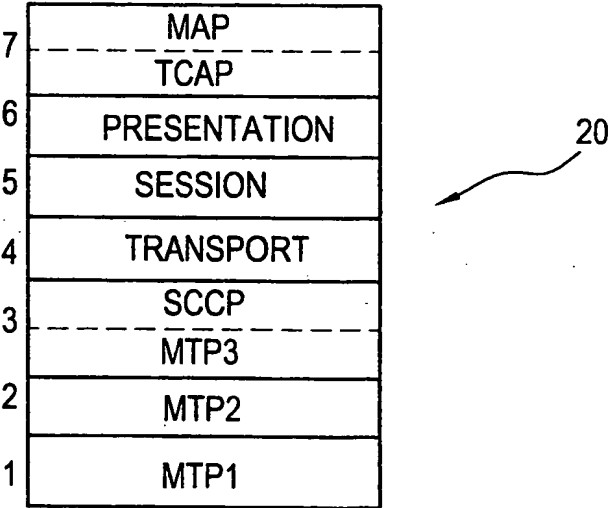 MAP
7
TCAP
6
PRESENTATION
20
5
SESSION
4
TRANSPORT
SCCP
3
MTP3
2
MTP2
1
MTP1